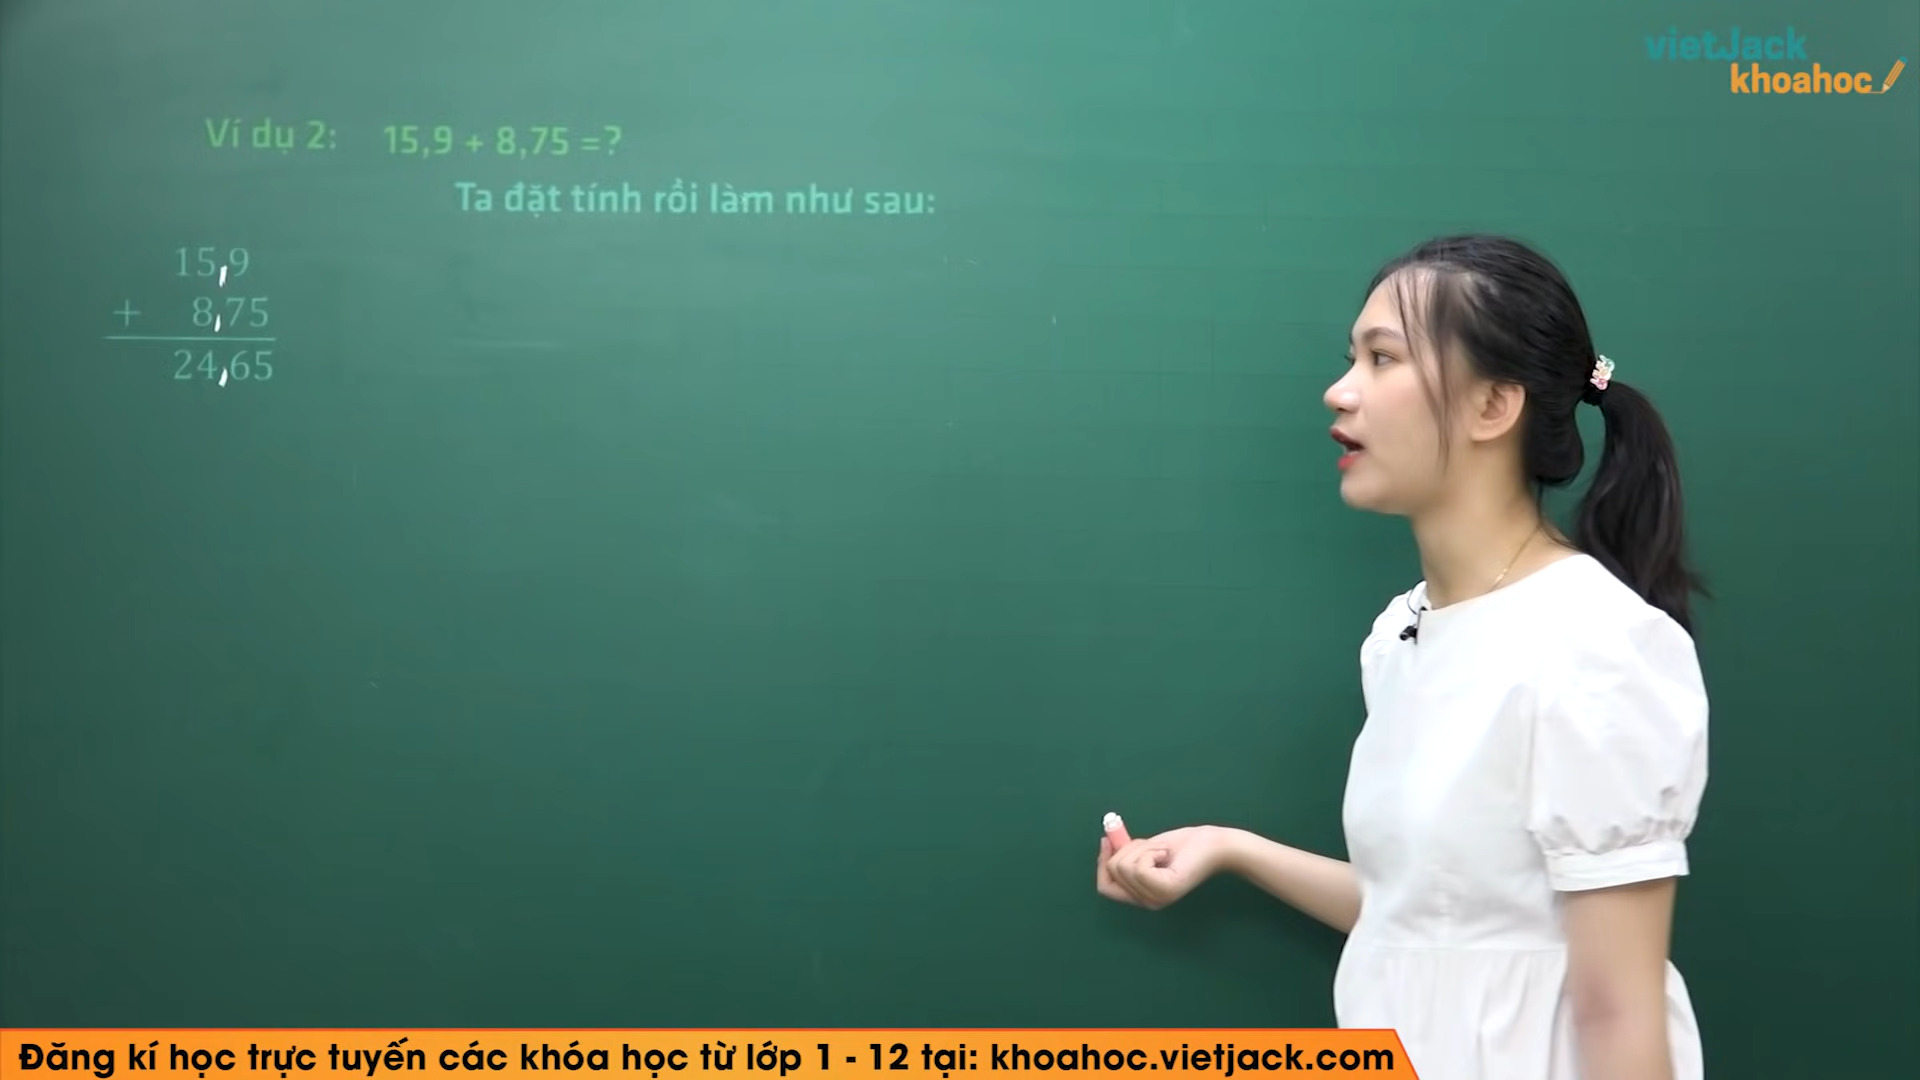 vietJack
khoahoc
Ví dụ 2: 15,9 + 8,75 =?
Ta đặt tính rồi làm như sau:
15,9
+ 8,75
24,65
Đăng kí học trực tuyến các khóa học từ lớp 1 - 12 tại: khoahoc.vietjack.com